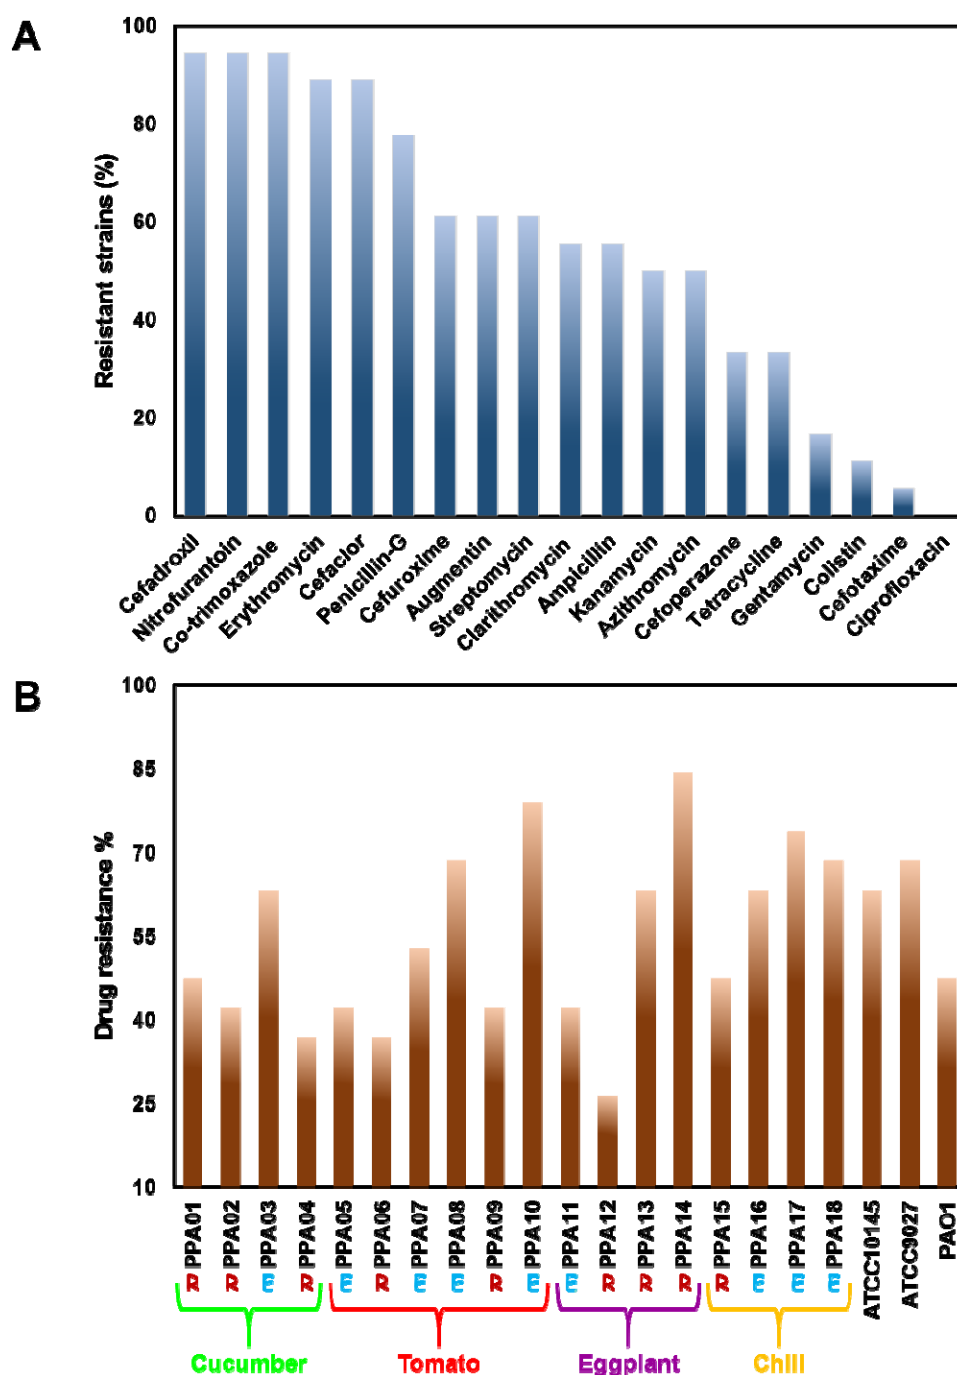 A
Resistant strains (%)
100
80
60
40
20
0
Cefadroxil
Nitrofurantoin
Co-trimoxazole
Erythromycin
Cefaclor
Penicillin-G
Cefuroxime
Augmentin
Streptomycin
Clarithromycin
Ampicillin
Kanamycin
Azithromycin
Cefoperazone
Tetracycline
Gentamycin
Colistin
Cefotaxime
Ciprofloxacin
B
Drug resistance %
100
85
70
55
40
25
10
R PPA01
R PPA02
E PPA03
R PPA04
E PPA05
R PPA06
E PPA07
E PPA08
R PPA09
E PPA10
E PPA11
R PPA12
R PPA13
R PPA14
R PPA15
E PPA16
E PPA17
E PPA18
ATCC10145
ATCC9027
PAO1
Cucumber
Tomato
Eggplant
Chili